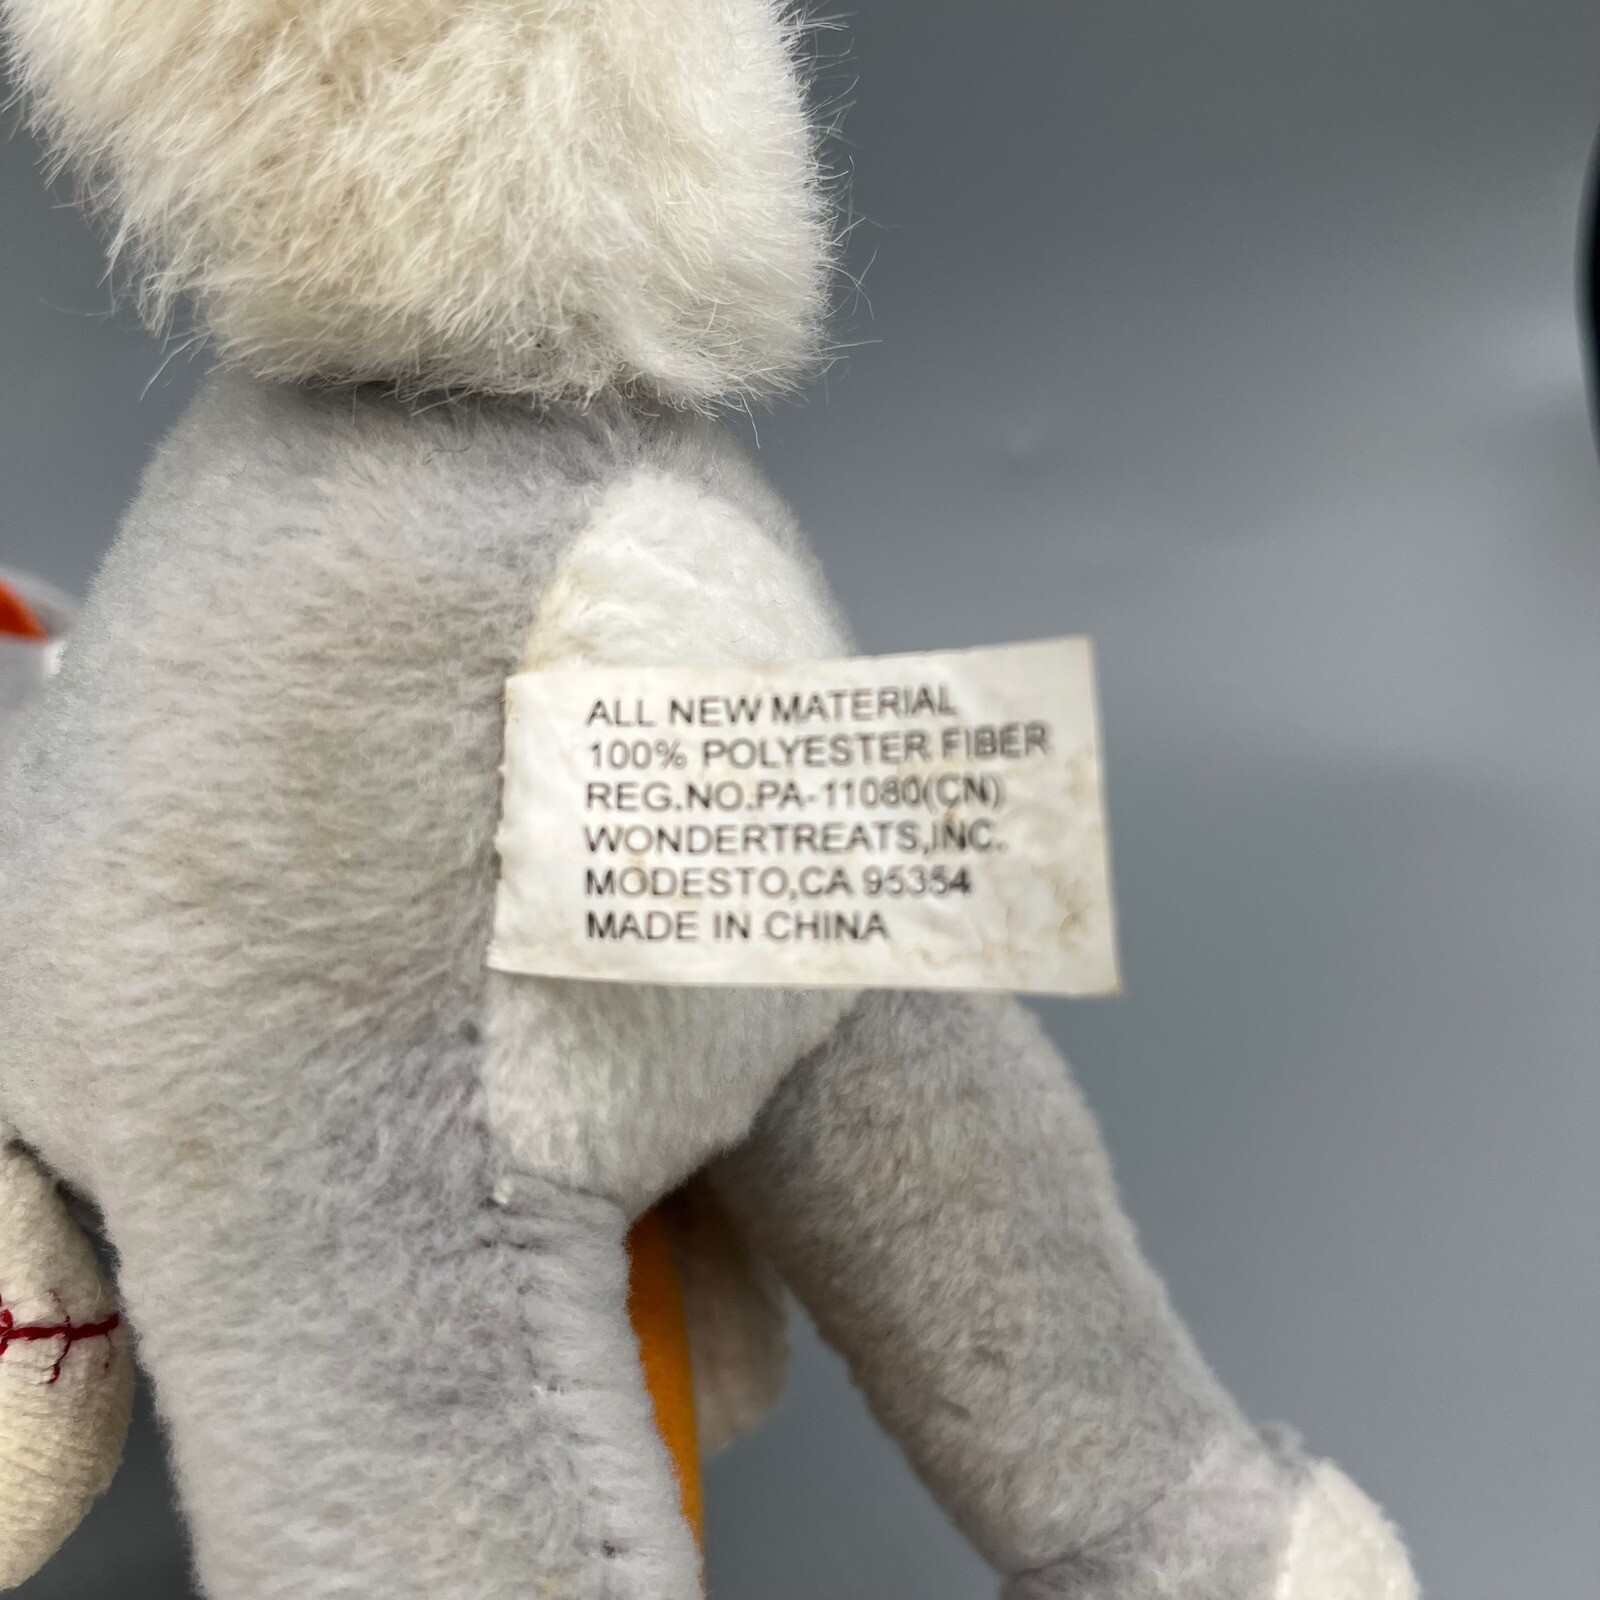 ALL NEW MATERIAL
100% POLYESTER FIBER
REG.NO.PA-11080(CN)
WONDERTREATS,INC.
MODESTO,CA 95354
MADE IN CHINA